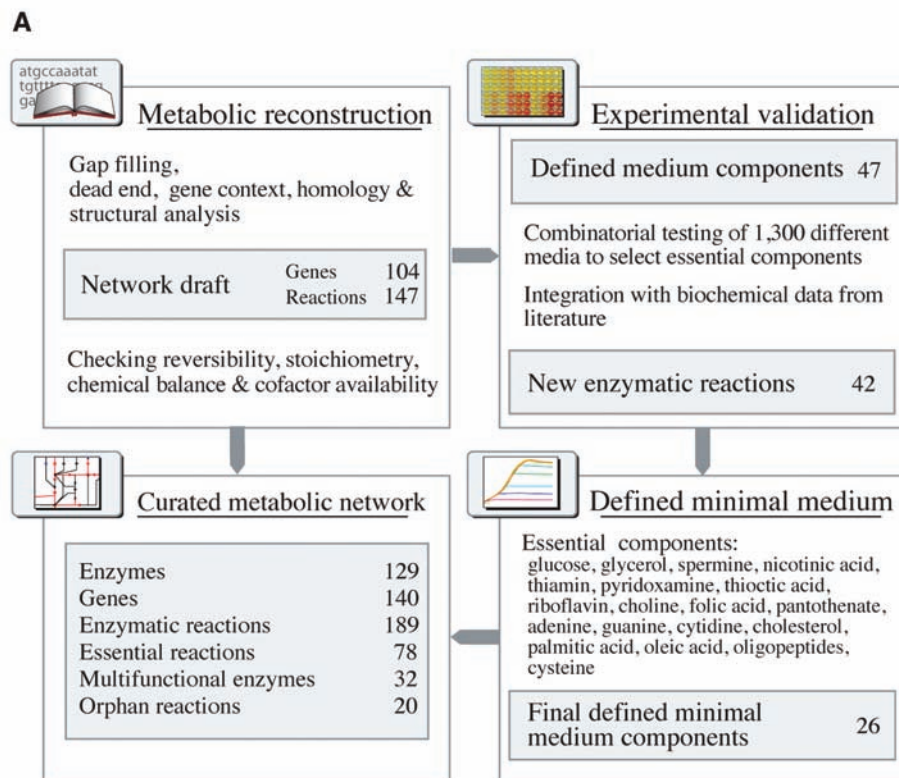 A
atgccaaatat
tgttt
ga
Metabolic reconstruction
Gap filling,
dead end, gene context, homology &
structural analysis
Network draft
Genes 104
Reactions 147
Checking reversibility, stoichiometry,
chemical balance & cofactor availability
Experimental validation
Defined medium components 47
Combinatorial testing of 1,300 different
media to select essential components
Integration with biochemical data from
literature
New enzymatic reactions 42
Curated metabolic network
Enzymes 129
Genes 140
Enzymatic reactions 189
Essential reactions 78
Multifunctional enzymes 32
Orphan reactions 20
Defined minimal medium
Essential components:
glucose, glycerol, spermine, nicotinic acid,
thiamin, pyridoxamine, thioctic acid,
riboflavin, choline, folic acid, pantothenate,
adenine, guanine, cytidine, cholesterol,
palmitic acid, oleic acid, oligopeptides,
cysteine
Final defined minimal
medium components 26